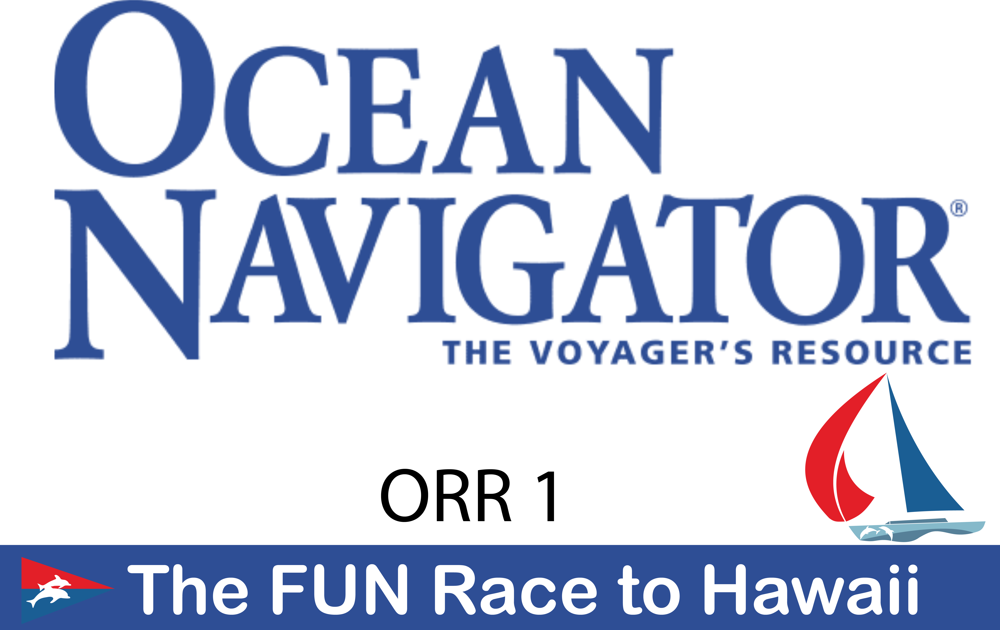 OCEAN
NAVIGATOR®
THE VOYAGER'S RESOURCE
ORR 1
The FUN Race to Hawaii